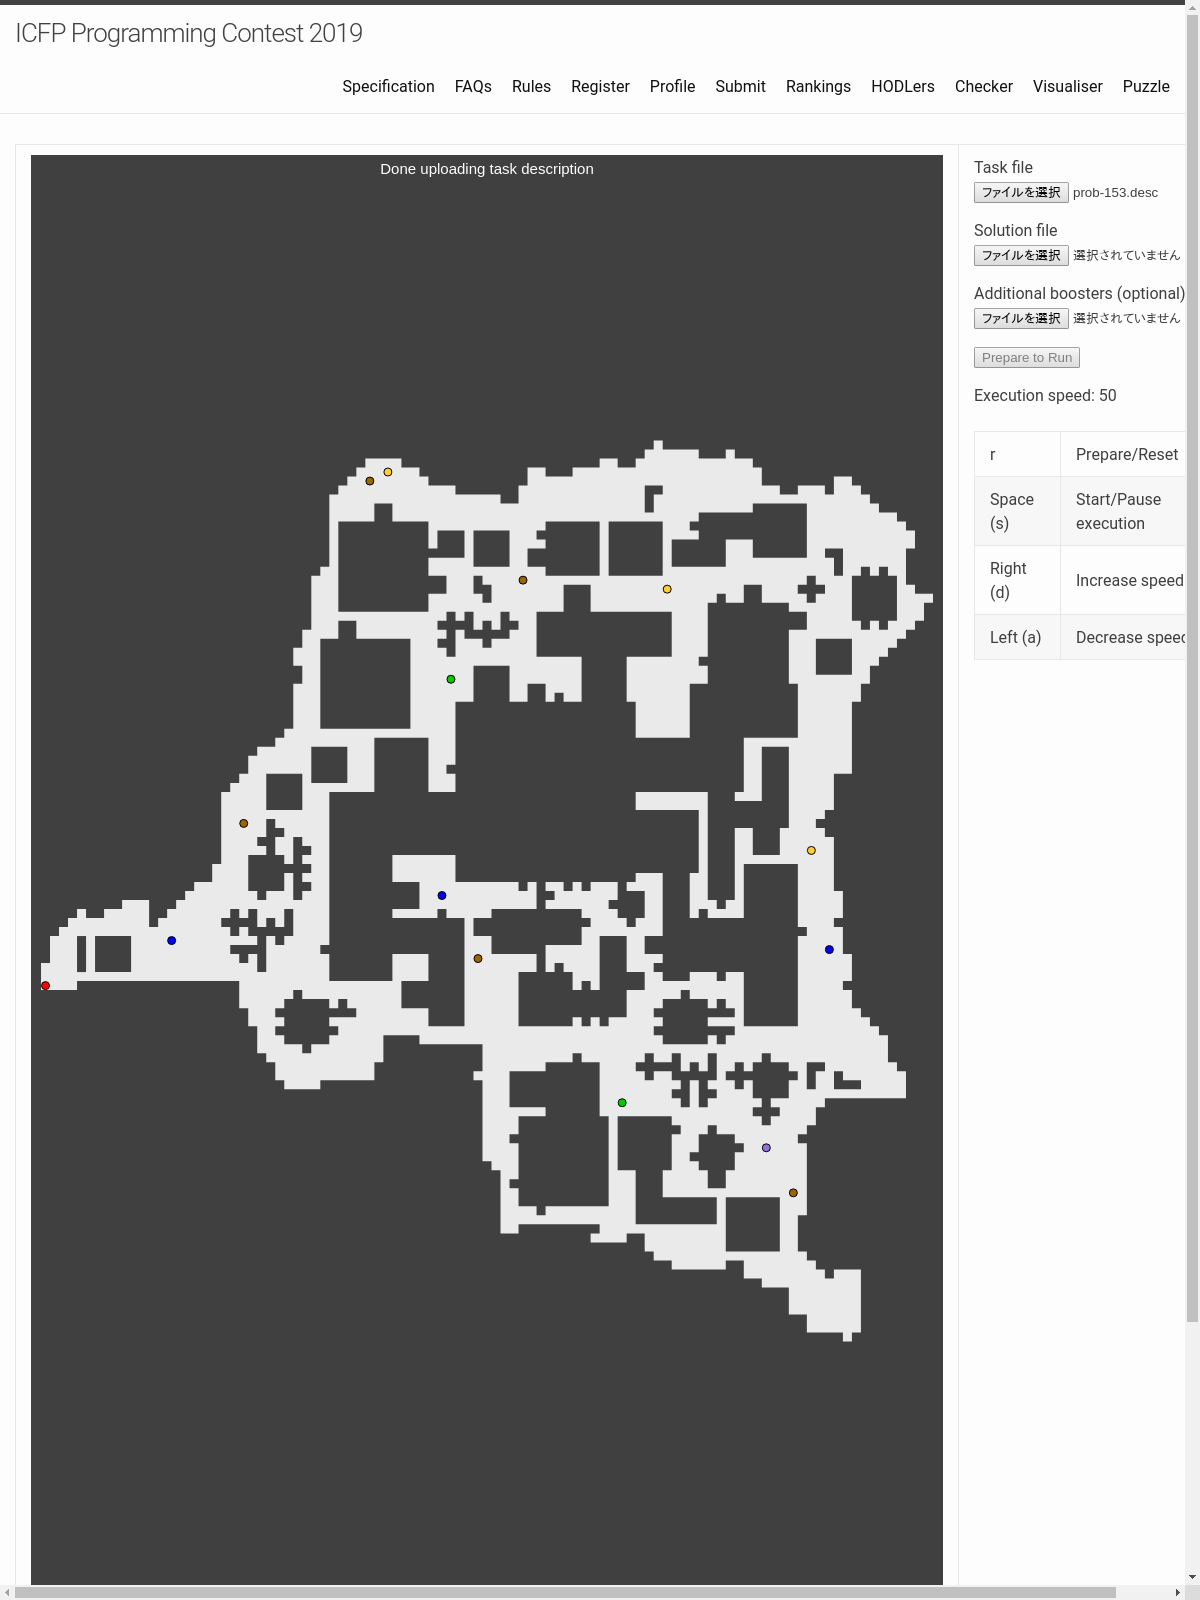 ICFP Programming Contest 2019
Specification FAQs Rules Register Profile Submit Rankings HODLers Checker Visualiser Puzzle
Done uploading task description
Task file
ファイルを選択 prob-153.desc
Solution file
ファイルを選択 選択されていません
Additional boosters (optional)
ファイルを選択 選択されていません
Prepare to Run
Execution speed: 50
r Prepare/Reset
Space (s) Start/Pause execution
Right (d) Increase speed
Left (a) Decrease speed